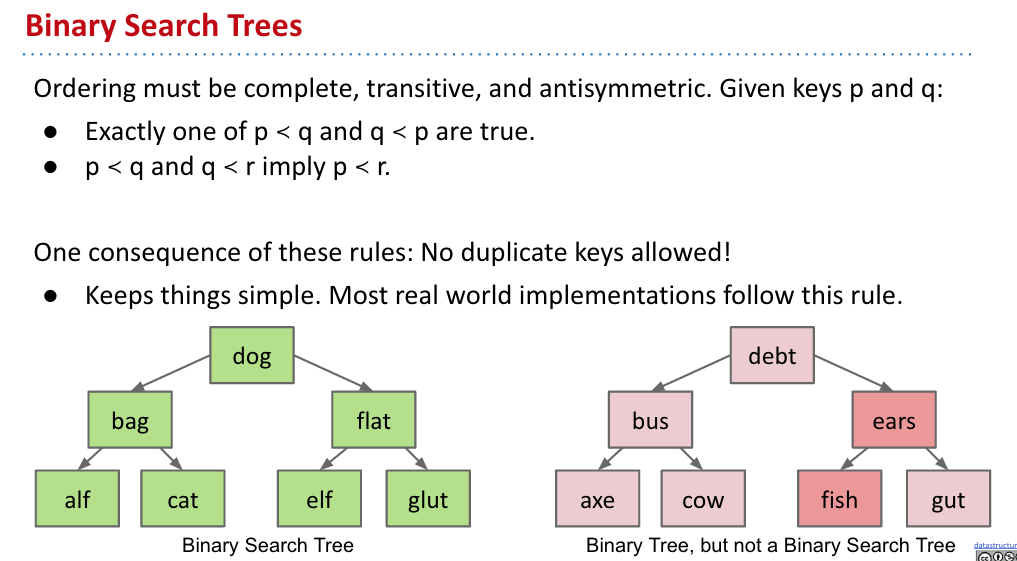 Binary Search Trees
Ordering must be complete, transitive, and antisymmetric. Given keys p and q:
● Exactly one of p ≺ q and q ≺ p are true.
● p ≺ q and q ≺ r imply p ≺ r.
One consequence of these rules: No duplicate keys allowed!
● Keeps things simple. Most real world implementations follow this rule.
dog
bag
flat
alf
cat
elf
glut
Binary Search Tree
debt
bus
ears
axe
cow
fish
gut
Binary Tree, but not a Binary Search Tree
datastructur